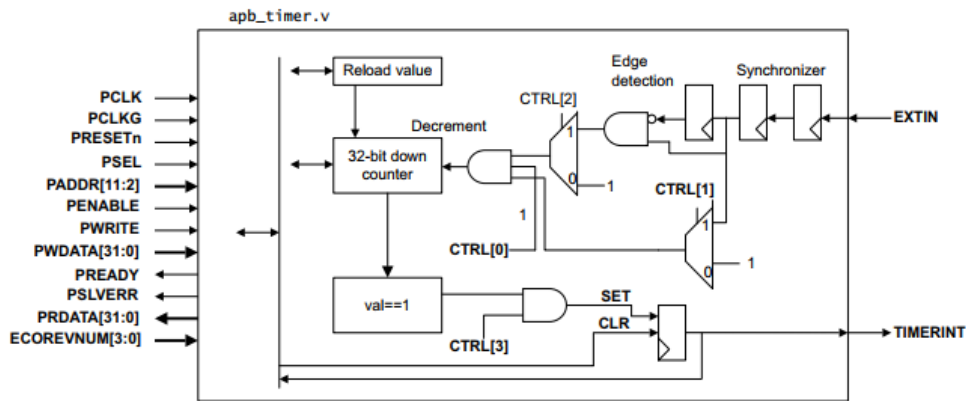 apb_timer.v
PCLK
PCLKG
PRESETn
PSEL
PADDR[11:2]
PENABLE
PWRITE
PWDATA[31:0]
PREADY
PSLVERR
PRDATA[31:0]
ECOREVNUM[3:0]
Reload value
Decrement
32-bit down
counter
val==1
CTRL[2]
1
0
1
Edge
detection
Synchronizer
EXTIN
CTRL[1]
1
0
1
1
CTRL[0]
SET
CLR
CTRL[3]
TIMERINT